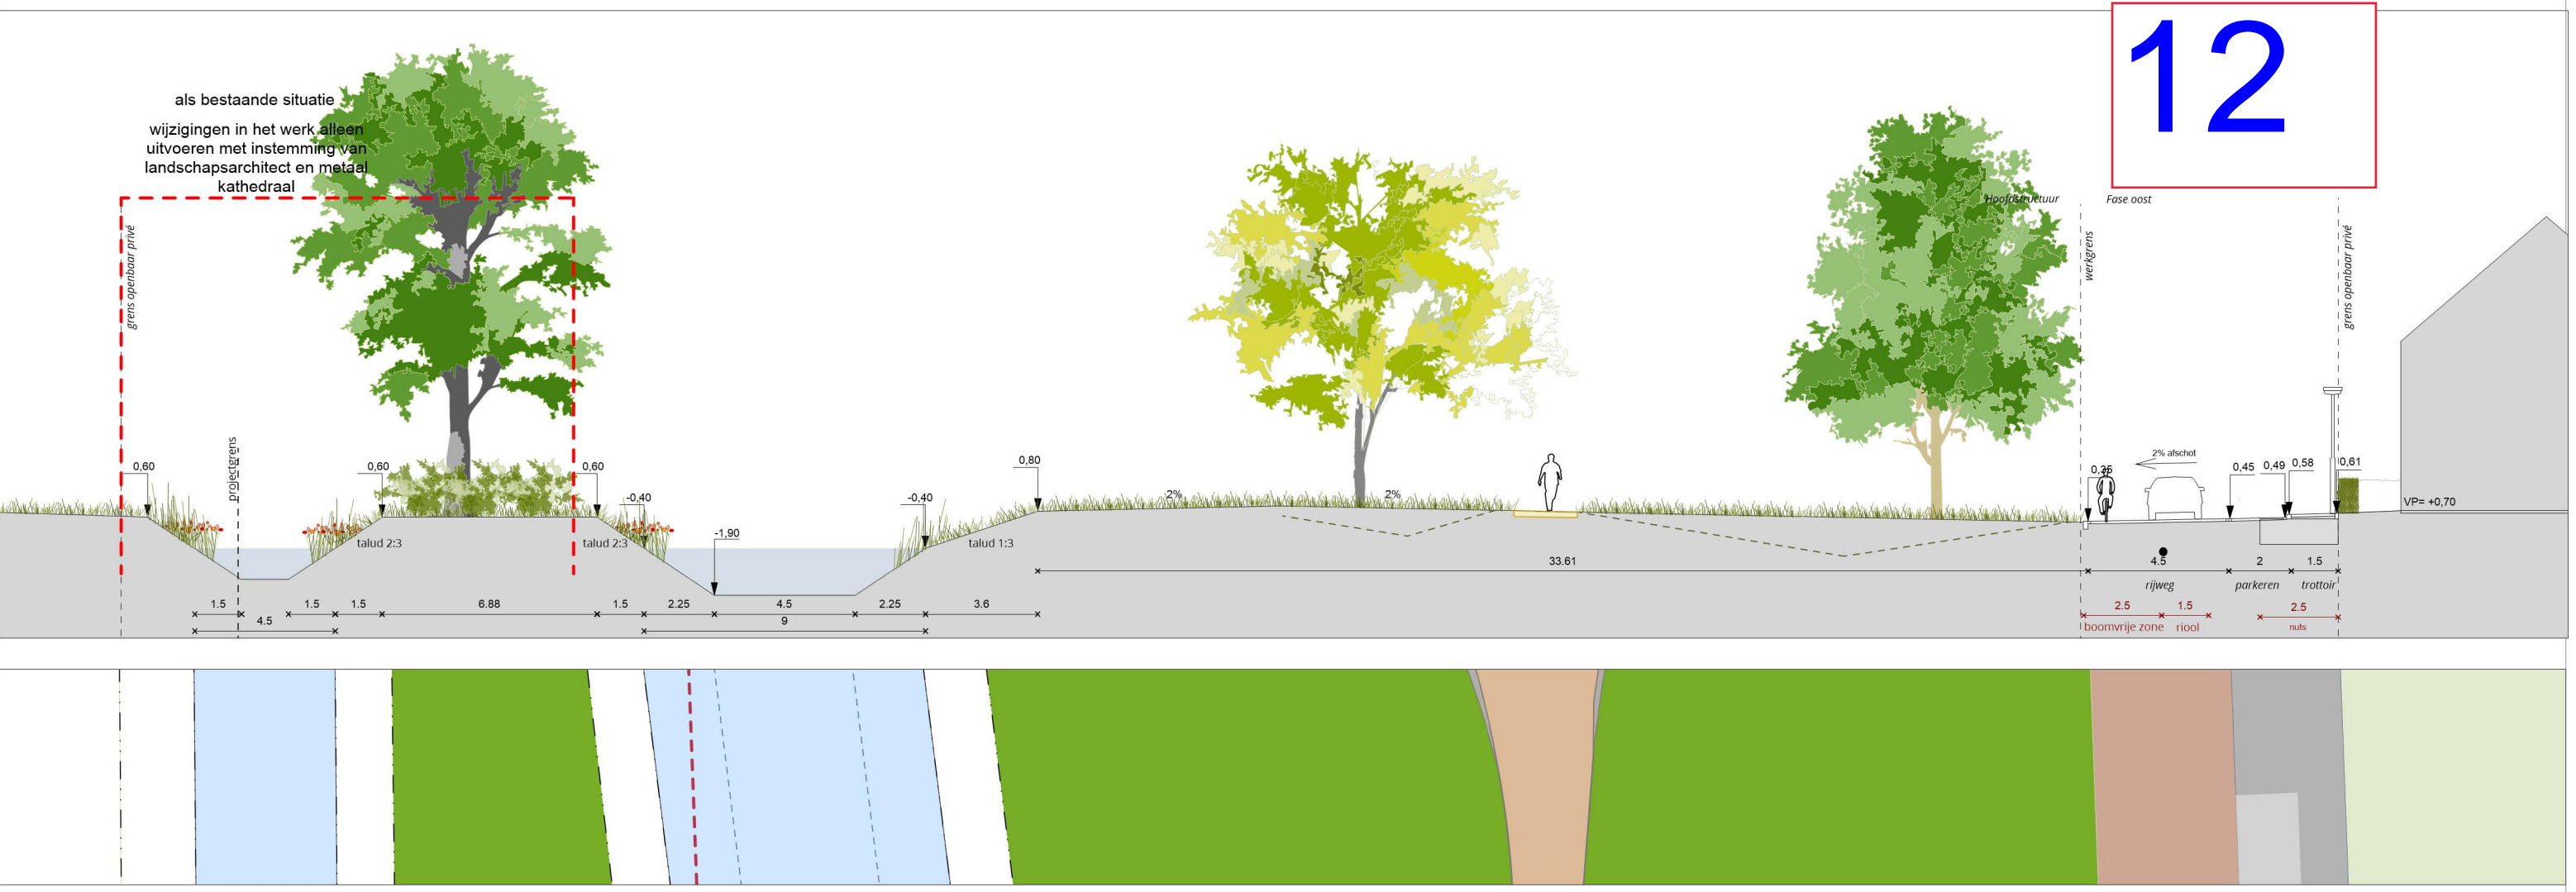 12
als bestaande situatie
wijzigingen in het werk alleen
uitvoeren met instemming van
landschapsarchitect en metaal
kathedraal
Hoofdstructuur
Fase oost
grens openbaar privé
werkgrens
grens openbaar privé
projectgrens
0,60
0,60
0,60
-0,40
-1,90
-0,40
0,80
2%
2%
0,35
2% afschot
0,45
0,49
0,58
0,61
VP= +0,70
talud 2:3
talud 2:3
talud 1:3
33.61
4.5
2
1.5
rijweg
parkeren
trottoir
1.5
1.5
1.5
6.88
1.5
2.25
4.5
2.25
3.6
4.5
9
2.5
1.5
2.5
boomvrije zone
riool
nuts